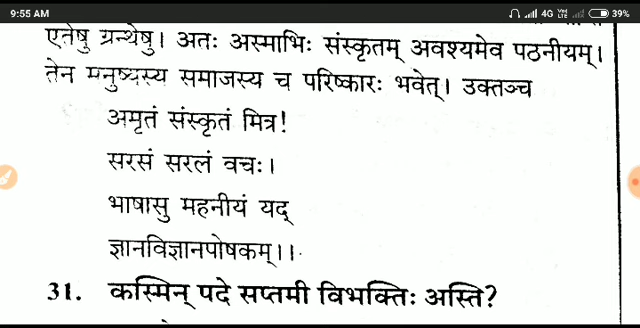 9:55 AM 4G VoLTE 39%
एतेषु ग्रन्थेषु। अतः अस्माभिः संस्कृतम् अवश्यमेव पठनीयम्।
तेन मनुष्यस्य समाजस्य च परिष्कारः भवेत्। उक्तञ्च
अमृतं संस्कृतं मित्र!
सरसं सरलं वचः।
भाषासु महनीयं यद्
ज्ञानविज्ञानपोषकम्।।
31. कस्मिन् पदे सप्तमी विभक्तिः अस्ति?